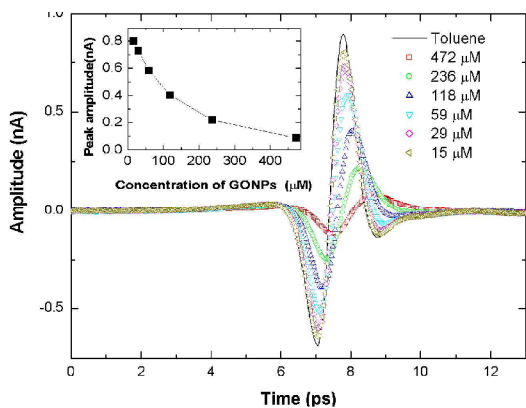 1.0
0.5
0.0
-0.5
Amplitude (nA)
0
2
4
6
8
10
12
Time (ps)
Peak amplitude(nA)
0.8
0.6
0.4
0.2
0.0
0
100
200
300
400
Concentration of GONPs (μM)
Toluene
472 μM
236 μM
118 μM
59 μM
29 μM
15 μM